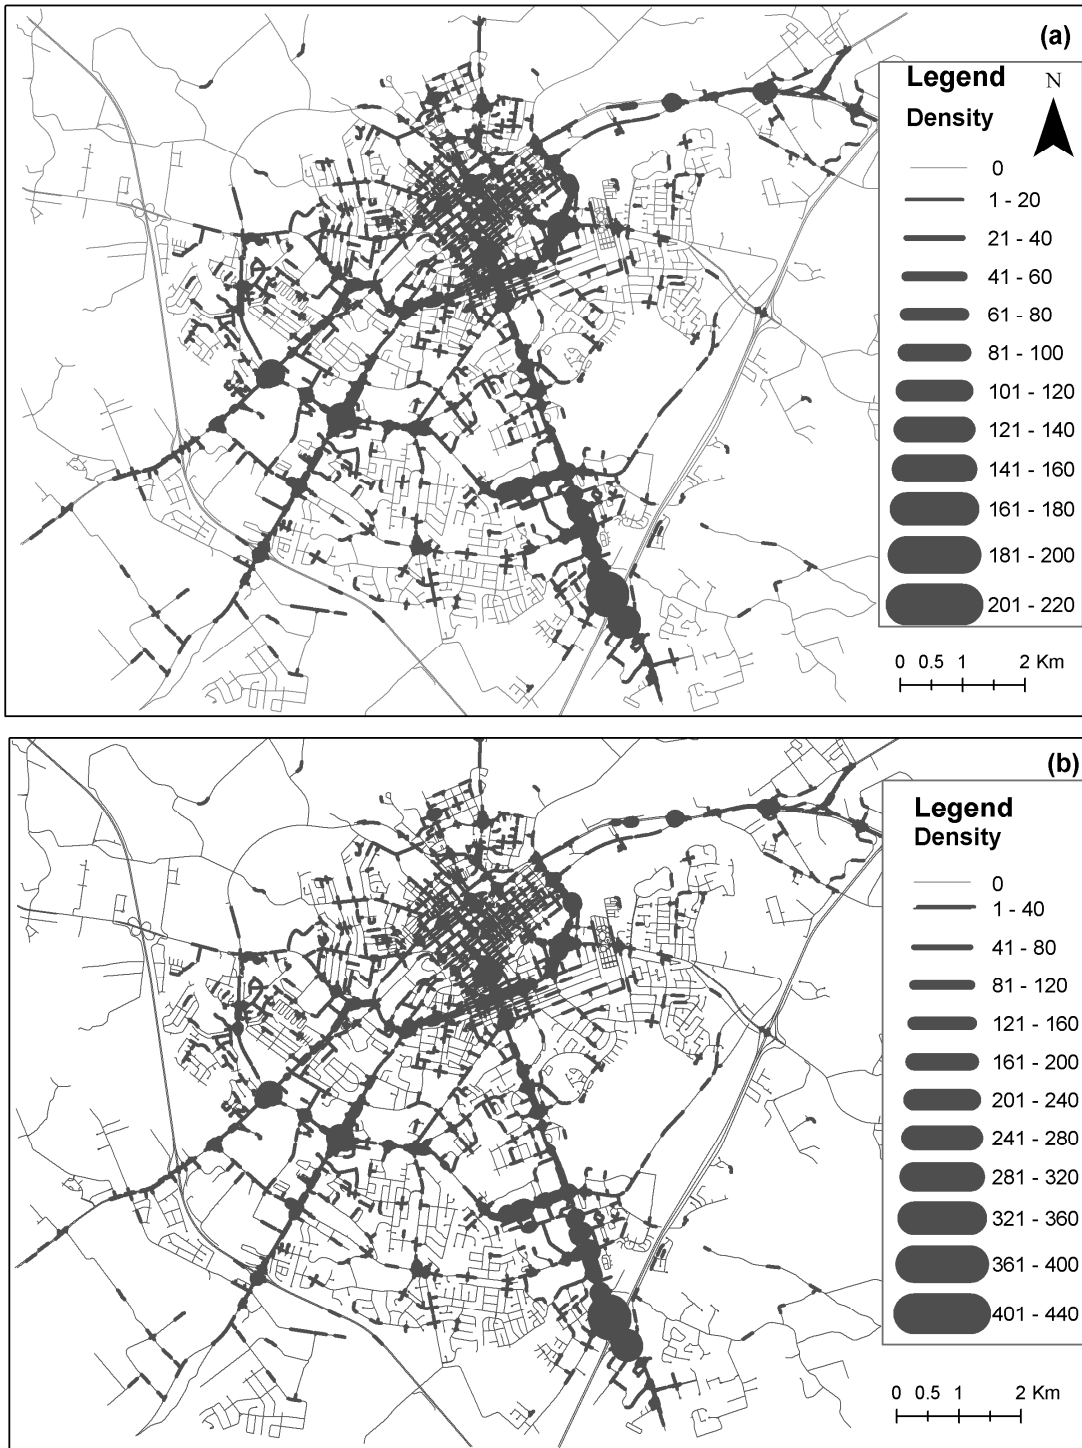 (a)
Legend
N
Density
0
1 - 20
21 - 40
41 - 60
61 - 80
81 - 100
101 - 120
121 - 140
141 - 160
161 - 180
181 - 200
201 - 220
0 0.5 1 2 Km
(b)
Legend
Density
0
1 - 40
41 - 80
81 - 120
121 - 160
161 - 200
201 - 240
241 - 280
281 - 320
321 - 360
361 - 400
401 - 440
0 0.5 1 2 Km